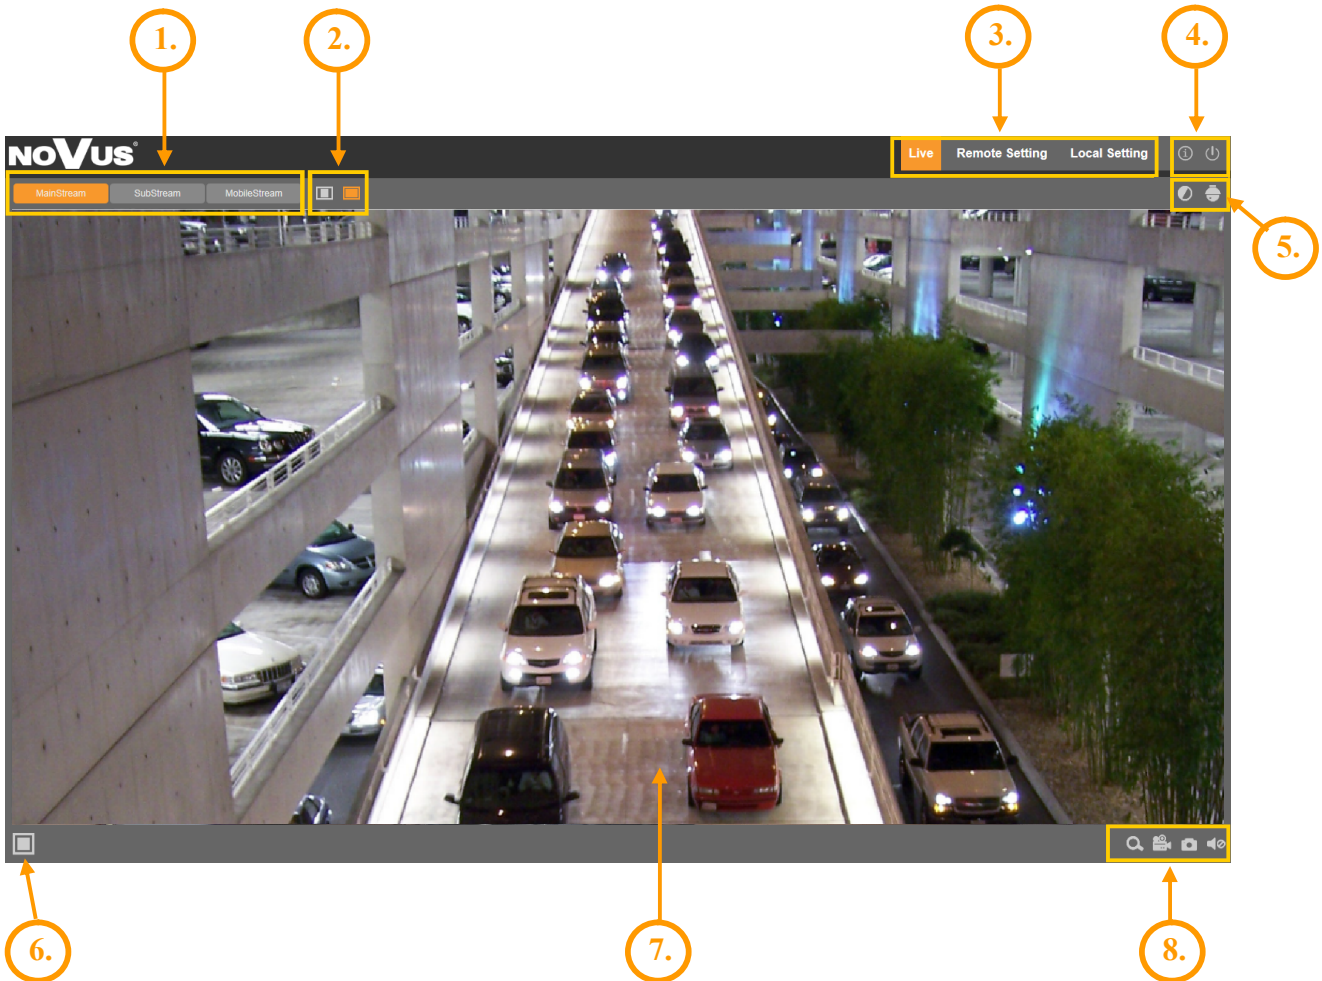 1. 2. 3. 4.
NOVUS®
Live Remote Setting Local Setting
MainStream SubStream MobileStream
5.
6. 7. 8.